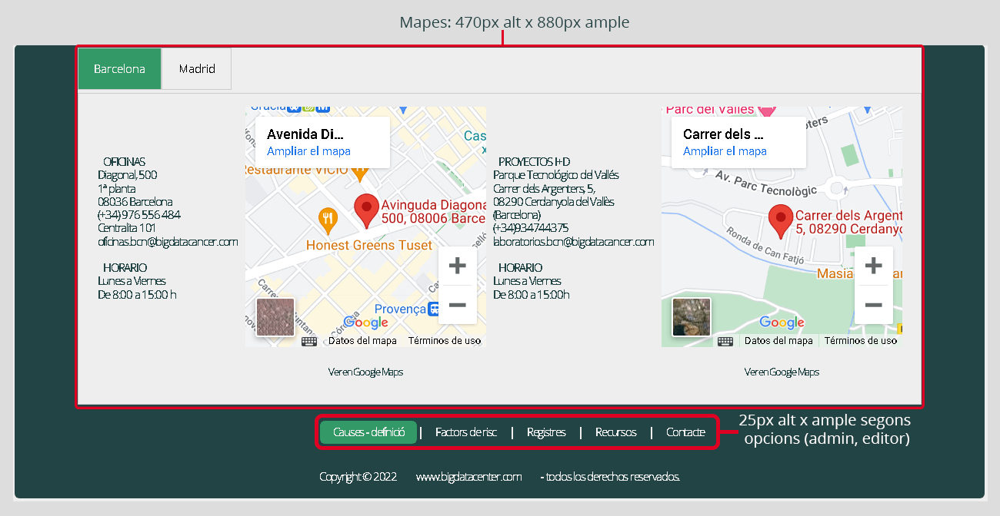 Mapes: 470px alt x 880px ample
Barcelona
Madrid
OFICINAS
Diagonal, 500
1ª planta
08036 Barcelona
(+34) 976 556 484
Centralita 101
oficinas.bcn@bigdatacancer.com
HORARIO
Lunes a Viernes
De 8:00 a 15:00 h
Gràcia
Avenida Di...
Ampliar el mapa
Restaurante VICIO
Avinguda Diagona
500, 08006 Barce
Honest Greens Tuset
Provença
Google
Datos del mapa
Términos de uso
Ver en Google Maps
PROYECTOS I+D
Parque Tecnológico del Vallés
Carrer dels Argenters, 5,
08290 Cerdanyola del Vallès
(Barcelona)
(+34)934744375
laboratorios.bcn@bigdatacancer.com
HORARIO
Lunes a Viernes
De 8:00 a 15:00h
Parc del Vallès
Carrer dels ...
Ampliar el mapa
Av. Parc Tecnològic
Carrer dels Argent
5, 08290 Cerdanyo
Ronda de Can Fatjó
Masia
Google
Datos del mapa
Términos de uso
Ver en Google Maps
Causes - definició | Factors de risc | Registres | Recursos | Contacte
25px alt x ample segons
opcions (admin, editor)
Copyright © 2022 www.bigdatacenter.com - todos los derechos reservados.